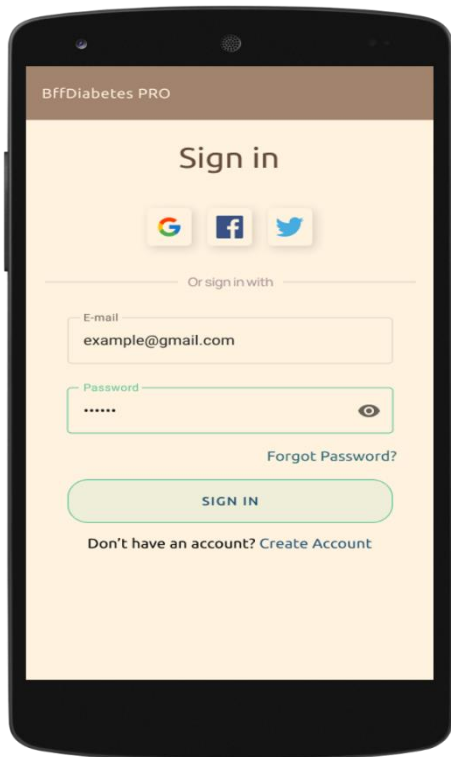 BffDiabetes PRO
Sign in
Or sign in with
E-mail
example@gmail.com
Password
••••••
Forgot Password?
SIGN IN
Don't have an account? Create Account